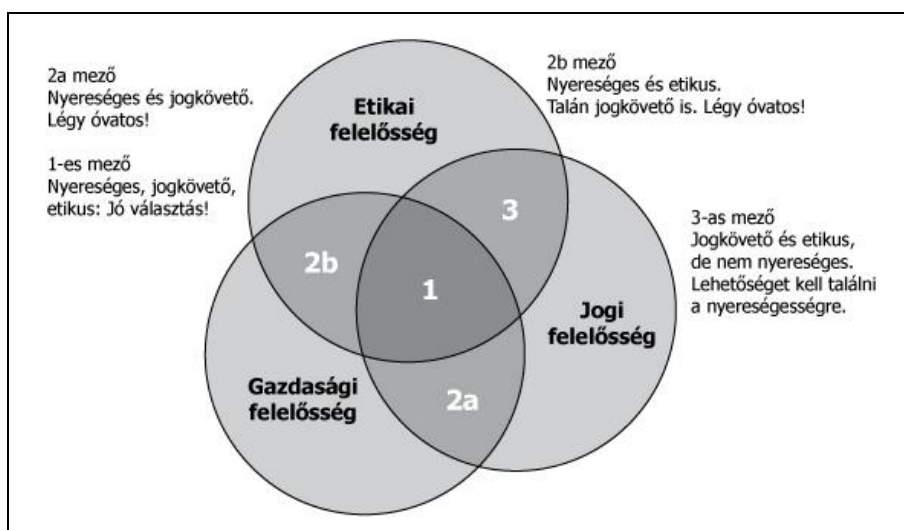 2a mező
Nyereséges és jogkövető.
Légy óvatos!
1-es mező
Nyereséges, jogkövető,
etikus: Jó választás!
Etikai
felelősség
2b mező
Nyereséges és etikus.
Talán jogkövető is. Légy óvatos!
3
3-as mező
Jogkövető és etikus,
de nem nyereséges.
Lehetőséget kell találni
a nyereségességre.
2b
1
Jogi
felelősség
Gazdasági
felelősség
2a